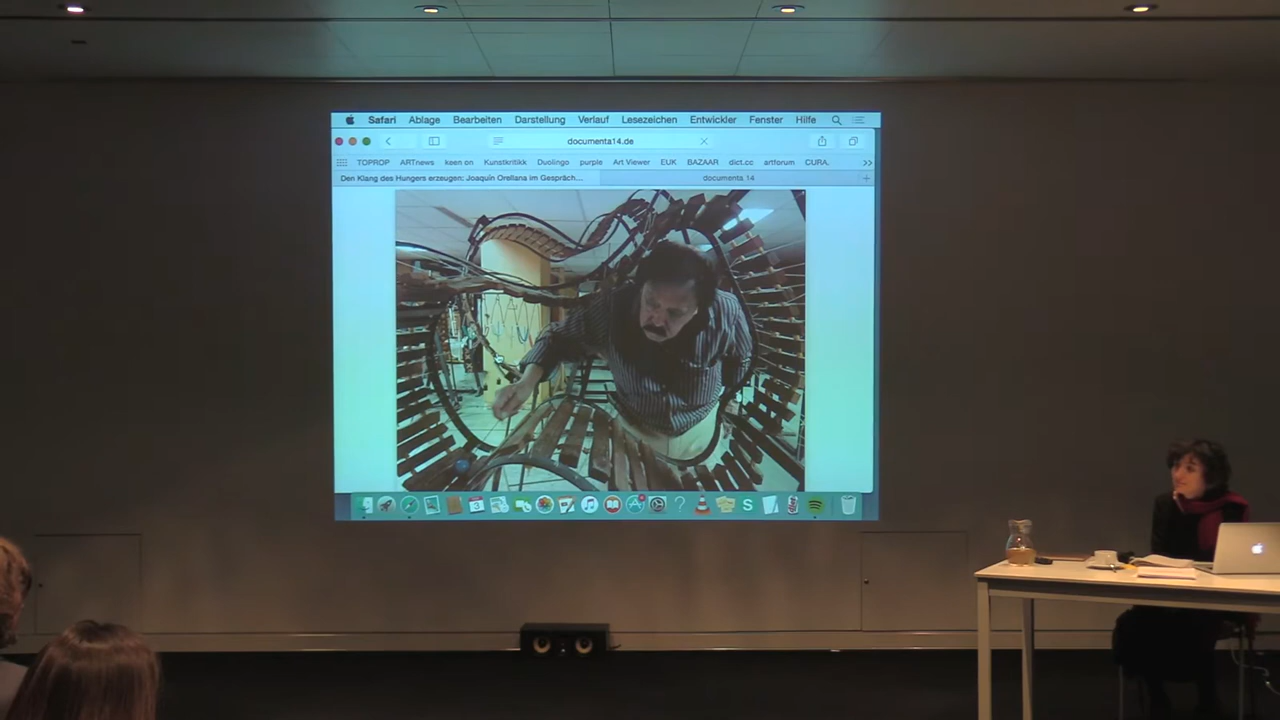 Safari Ablage Bearbeiten Darstellung Verlauf Lesezeichen Entwickler Fenster Hilfe
documenta14.de
TOPROP ARTnews keen on Kunstkritikk Duolingo purple Art Viewer EUK BAZAAR dict.cc artforum CURA. >>
Den Klang des Hungers erzeugen: Joaquín Orellana im Gespräch... documenta 14 +